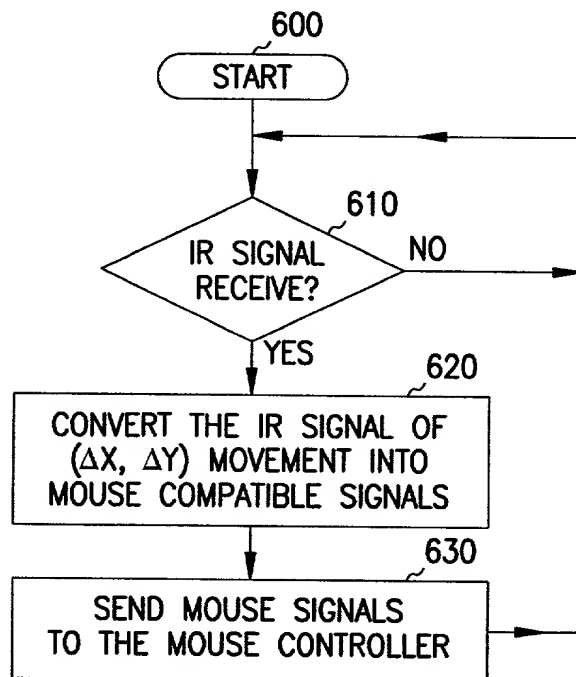 600
START
610
IR SIGNAL
RECEIVE?
NO
YES
620
CONVERT THE IR SIGNAL OF
(ΔX, ΔY) MOVEMENT INTO
MOUSE COMPATIBLE SIGNALS
630
SEND MOUSE SIGNALS
TO THE MOUSE CONTROLLER